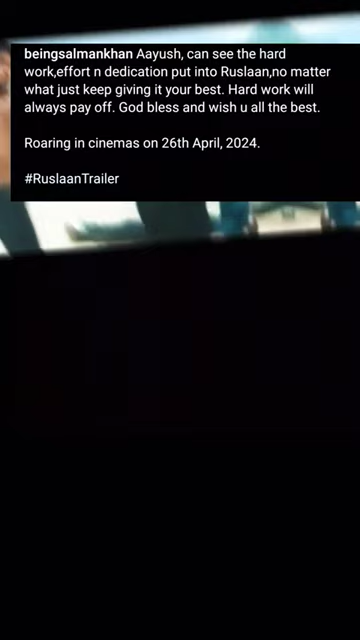 beingsalmankhan Aayush, can see the hard
work,effort n dedication put into Ruslaan,no matter
what just keep giving it your best. Hard work will
always pay off. God bless and wish u all the best.
Roaring in cinemas on 26th April, 2024.
#RuslaanTrailer